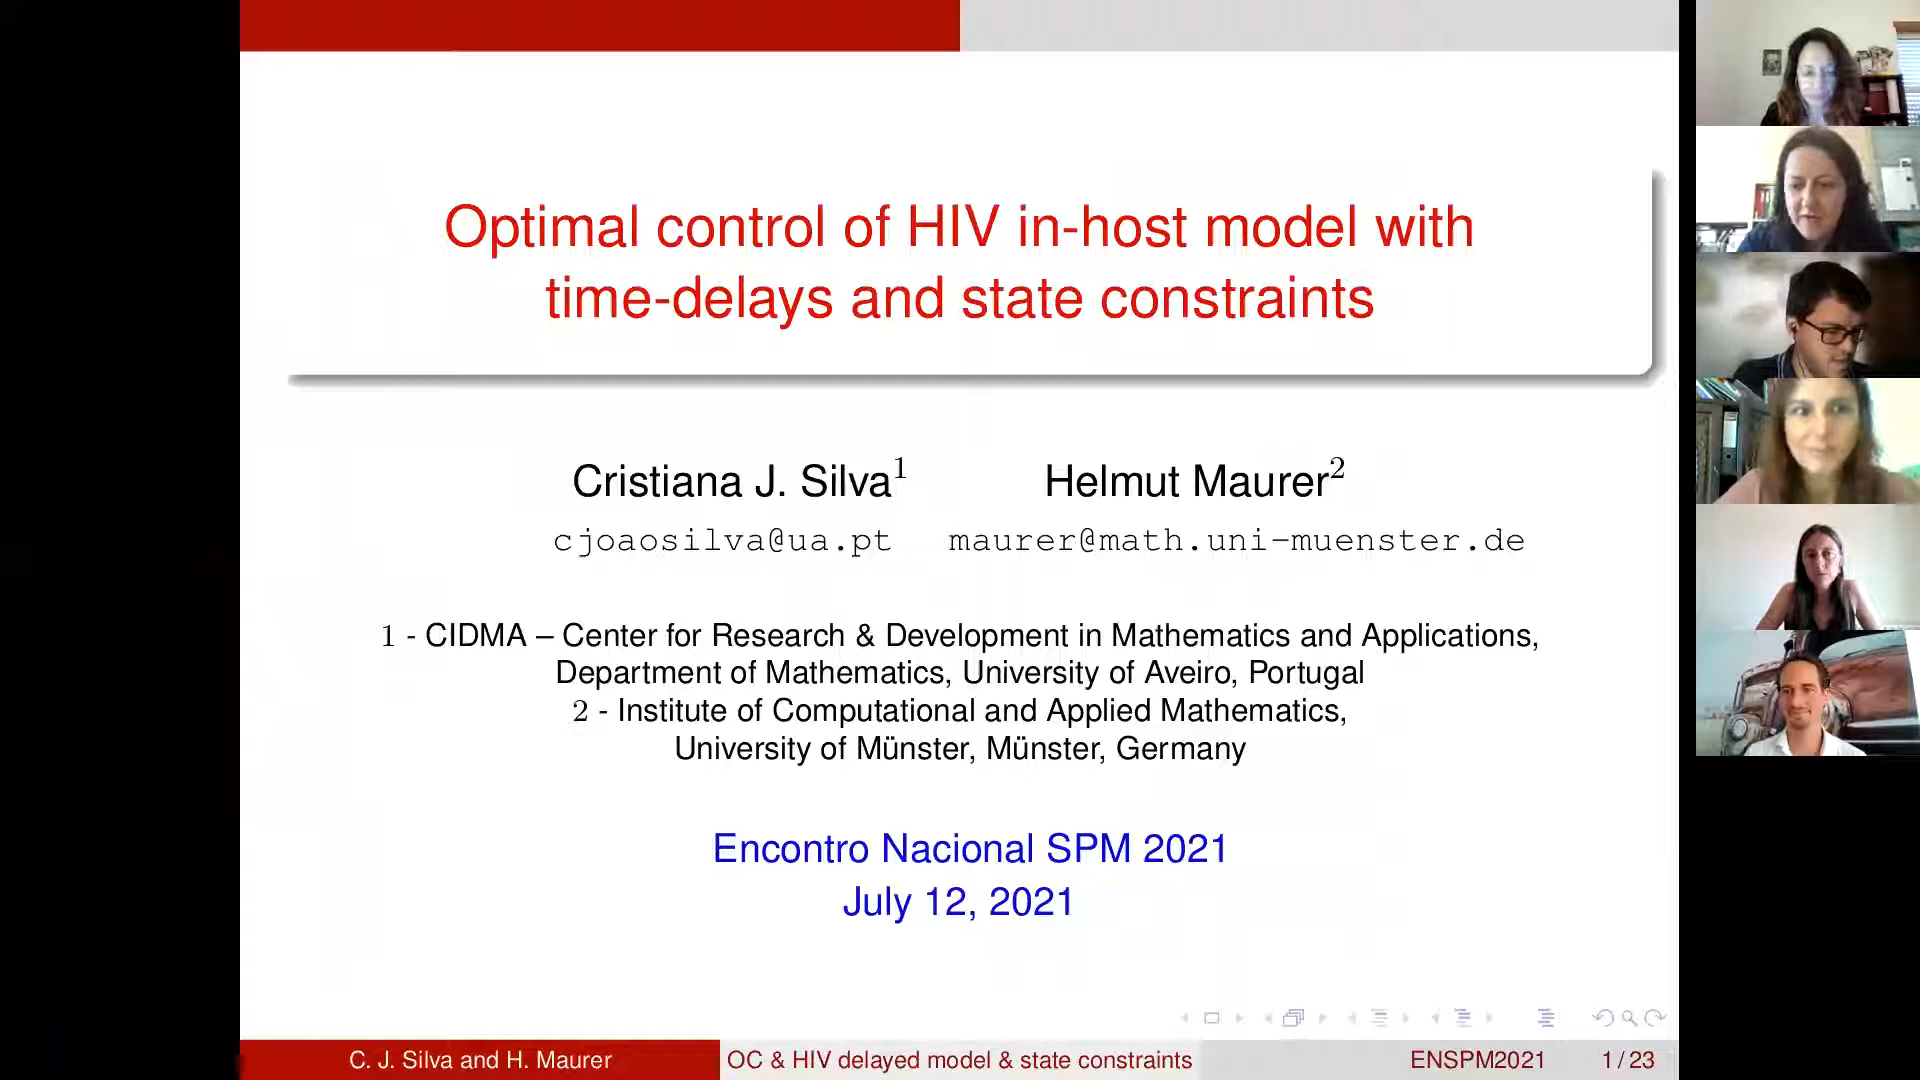 Optimal control of HIV in-host model with
time-delays and state constraints
Cristiana J. Silva¹ Helmut Maurer²
cjoaosilva@ua.pt maurer@math.uni-muenster.de
1 - CIDMA – Center for Research & Development in Mathematics and Applications,
Department of Mathematics, University of Aveiro, Portugal
2 - Institute of Computational and Applied Mathematics,
University of Münster, Münster, Germany
Encontro Nacional SPM 2021
July 12, 2021
C. J. Silva and H. Maurer OC & HIV delayed model & state constraints ENSPM2021 1 / 23